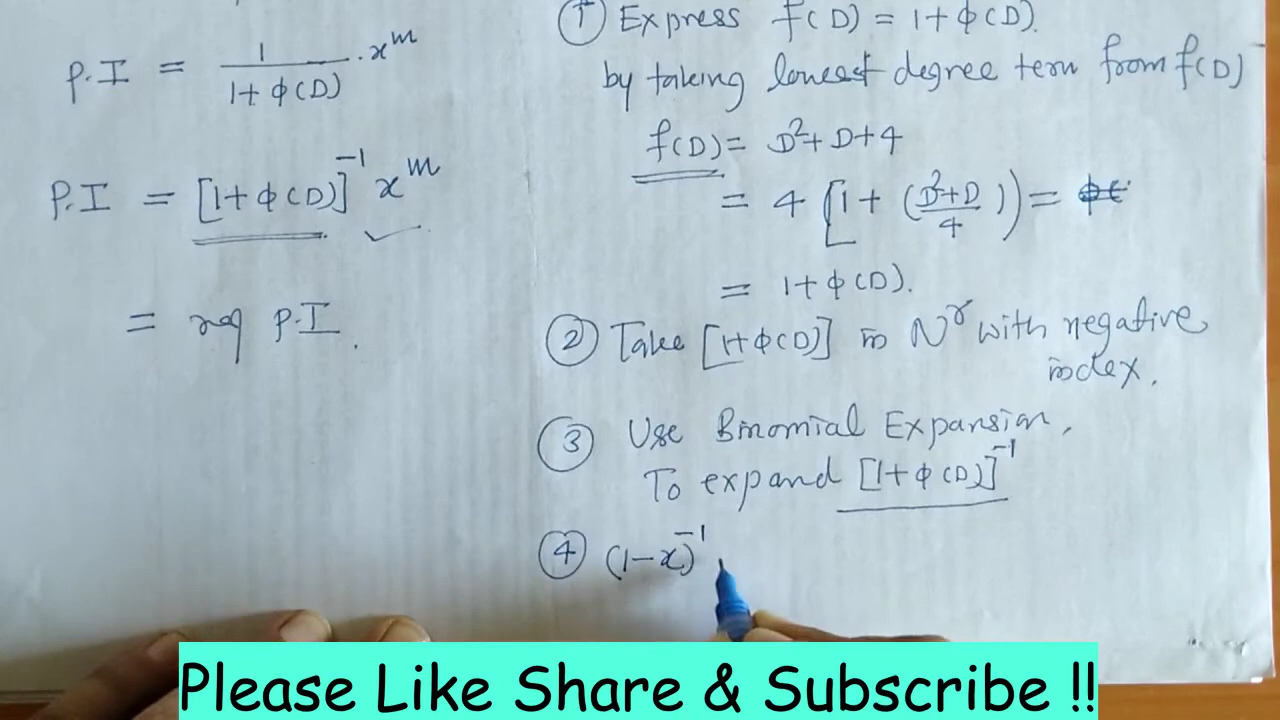 P.I = 1 / 1+ φ(D) . x^m
P.I = [1+φ(D)]^-1 x^m
= req P.I.
① Express f(D) = 1+φ(D).
by taking lowest degree term from f(D)
f(D) = D²+D+4
= 4 [1+ (D²+D / 4)] =
= 1+φ(D).
② Take [1+φ(D)] in N^r with negative
index.
③ Use Binomial Expansion.
To expand [1+φ(D)]^-1
④ (1-x)^-1
Please Like Share & Subscribe !!